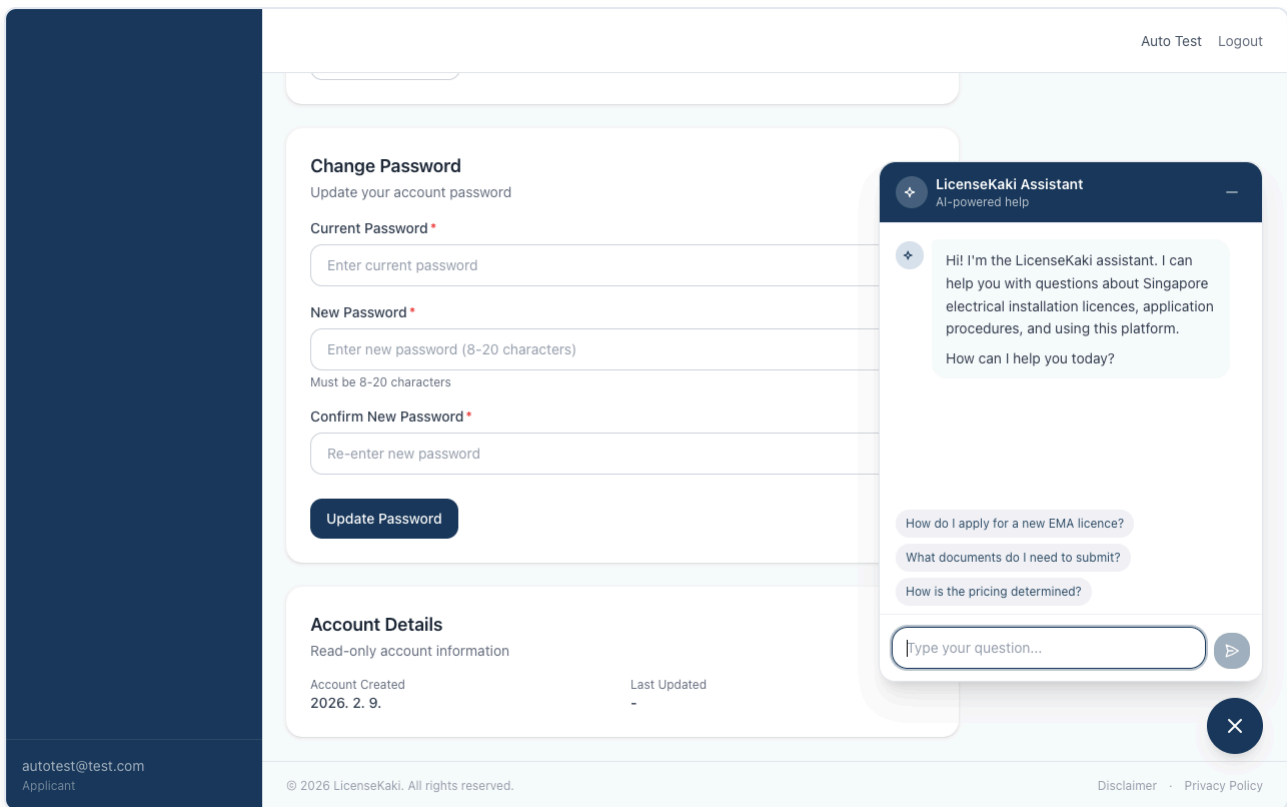 Auto Test Logout
Change Password
Update your account password
Current Password *
Enter current password
New Password *
Enter new password (8-20 characters)
Must be 8-20 characters
Confirm New Password *
Re-enter new password
Update Password
Account Details
Read-only account information
Account Created
2026. 2. 9.
Last Updated
-
LicenseKaki Assistant
AI-powered help
Hi! I'm the LicenseKaki assistant. I can
help you with questions about Singapore
electrical installation licences, application
procedures, and using this platform.
How can I help you today?
How do I apply for a new EMA licence?
What documents do I need to submit?
How is the pricing determined?
Type your question...
autotest@test.com
Applicant
© 2026 LicenseKaki. All rights reserved.
Disclaimer · Privacy Policy